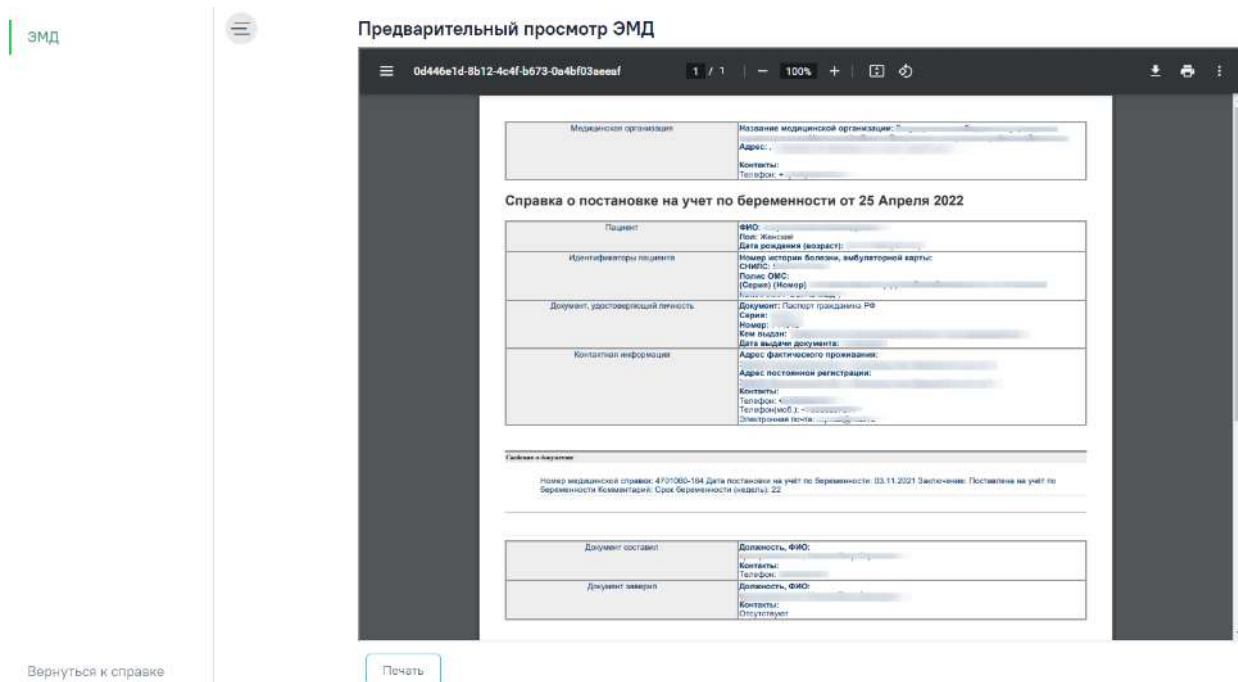 ЭМД
Предварительный просмотр ЭМД
0d446e1d-8b12-4c4f-b673-0a4bf03aeeaf
1 / 1
100%
Медицинская организация
Название медицинской организации:
Адрес: ,
Контакты:
Телефон: +
Справка о постановке на учет по беременности от 25 Апреля 2022
Пациент
ФИО:
Пол: Женский
Дата рождения (возраст):
Идентификаторы пациента
Номер истории болезни, амбулаторной карты:
СНИЛС:
Полис ОМС:
(Серия) (Номер)
Документ, удостоверяющий личность
Документ: Паспорт гражданина РФ
Серия:
Номер:
Кем выдан:
Дата выдачи документа:
Контактная информация
Адрес фактического проживания:
Адрес постоянной регистрации:
Контакты:
Телефон:
Телефон(моб.):
Электронная почта:
Сведения о документе
Номер медицинской справки: 4701060-184 Дата постановки на учёт по беременности: 03.11.2021 Заключение: Поставлена на учёт по
беременности Комментарий: Срок беременности (недель): 22
Документ составил
Должность, ФИО:
Контакты:
Телефон:
Документ заверил
Должность, ФИО:
Контакты:
Отсутствуют
Вернуться к справке
Печать